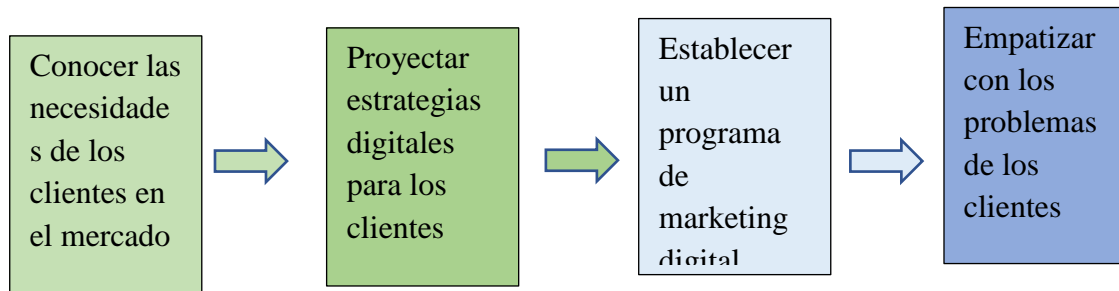 Conocer las
necesidade
s de los
clientes en
el mercado
Proyectar
estrategias
digitales
para los
clientes
Establecer
un
programa
de
marketing
digital
Empatizar
con los
problemas
de los
clientes